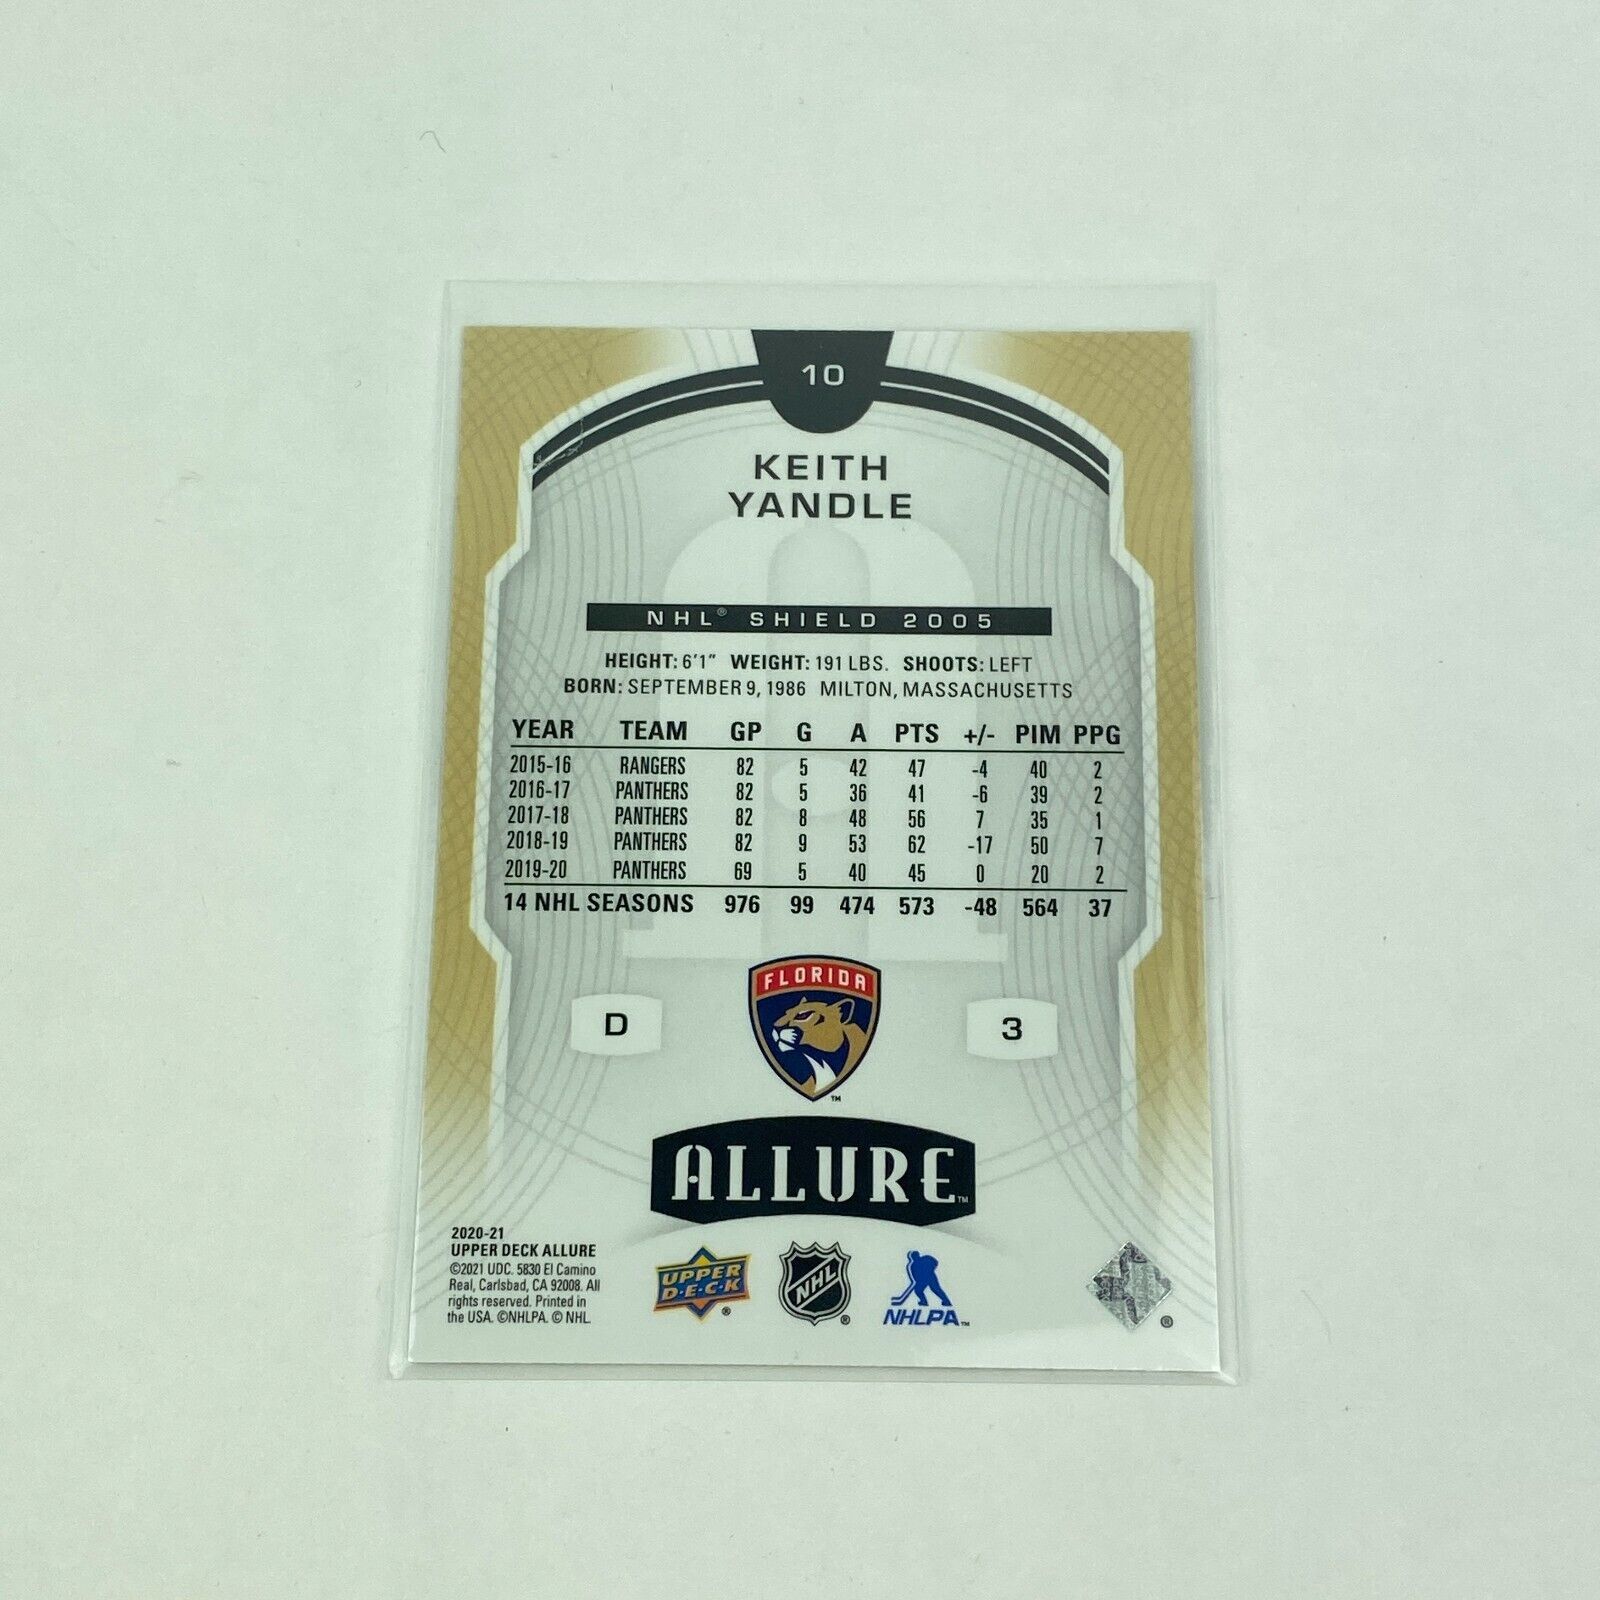 10
KEITH
YANDLE
NHL® SHIELD 2005
HEIGHT: 6'1" WEIGHT: 191 LBS. SHOOTS: LEFT
BORN: SEPTEMBER 9, 1986 MILTON, MASSACHUSETTS
YEAR TEAM GP G A PTS +/- PIM PPG
2015-16 RANGERS 82 5 42 47 -4 40 2
2016-17 PANTHERS 82 5 36 41 -6 39 2
2017-18 PANTHERS 82 8 48 56 7 35 1
2018-19 PANTHERS 82 9 53 62 -17 50 7
2019-20 PANTHERS 69 5 40 45 0 20 2
14 NHL SEASONS 976 99 474 573 -48 564 37
FLORIDA
TM
D
3
ALLURE™
2020-21
UPPER DECK ALLURE
©2021 UDC. 5830 El Camino
Real, Carlsbad, CA 92008. All
rights reserved. Printed in
the USA. ©NHLPA. © NHL.
UPPER
D·E·C·K ®
NHL ®
NHLPA™
®